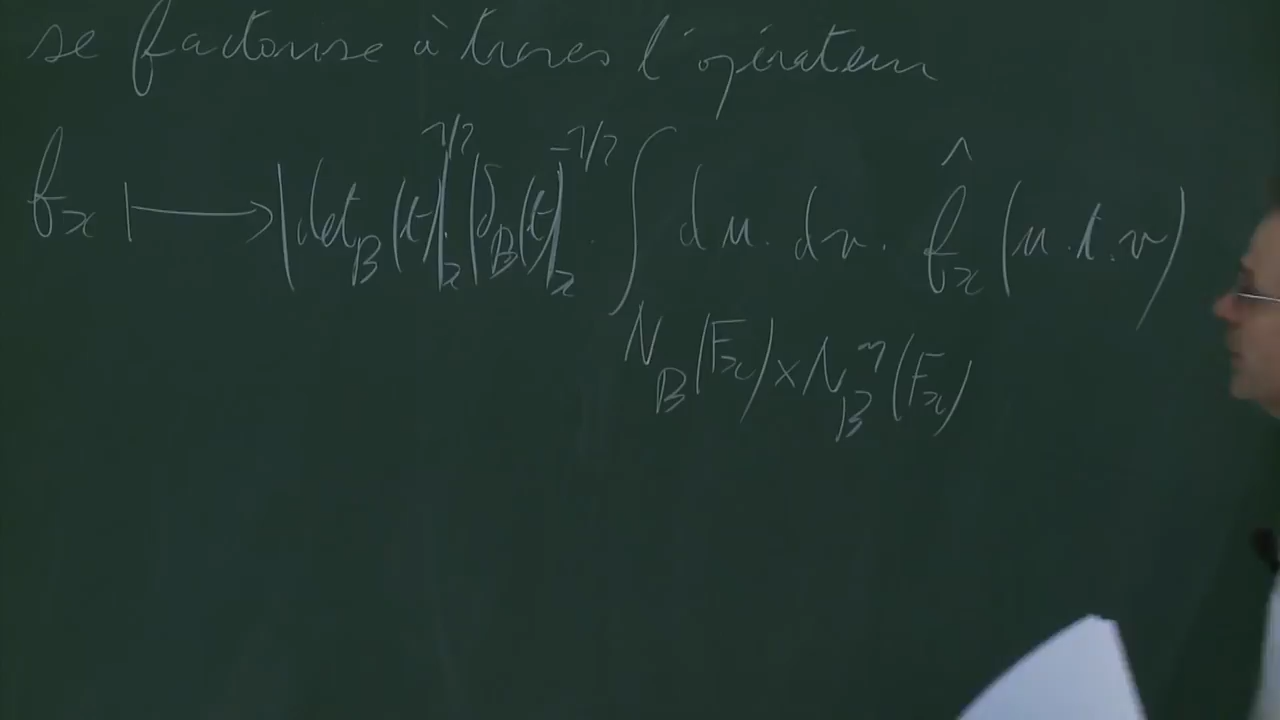 se factorise à travers l'opérateur
f_x ⟼ |det_B(t)|_x^{1/2} . |δ_B(t)|_x^{-1/2} . ∫ du. dv. f̂_x (u.t.v)
N_B(F_x) × N_B^η(F_x)